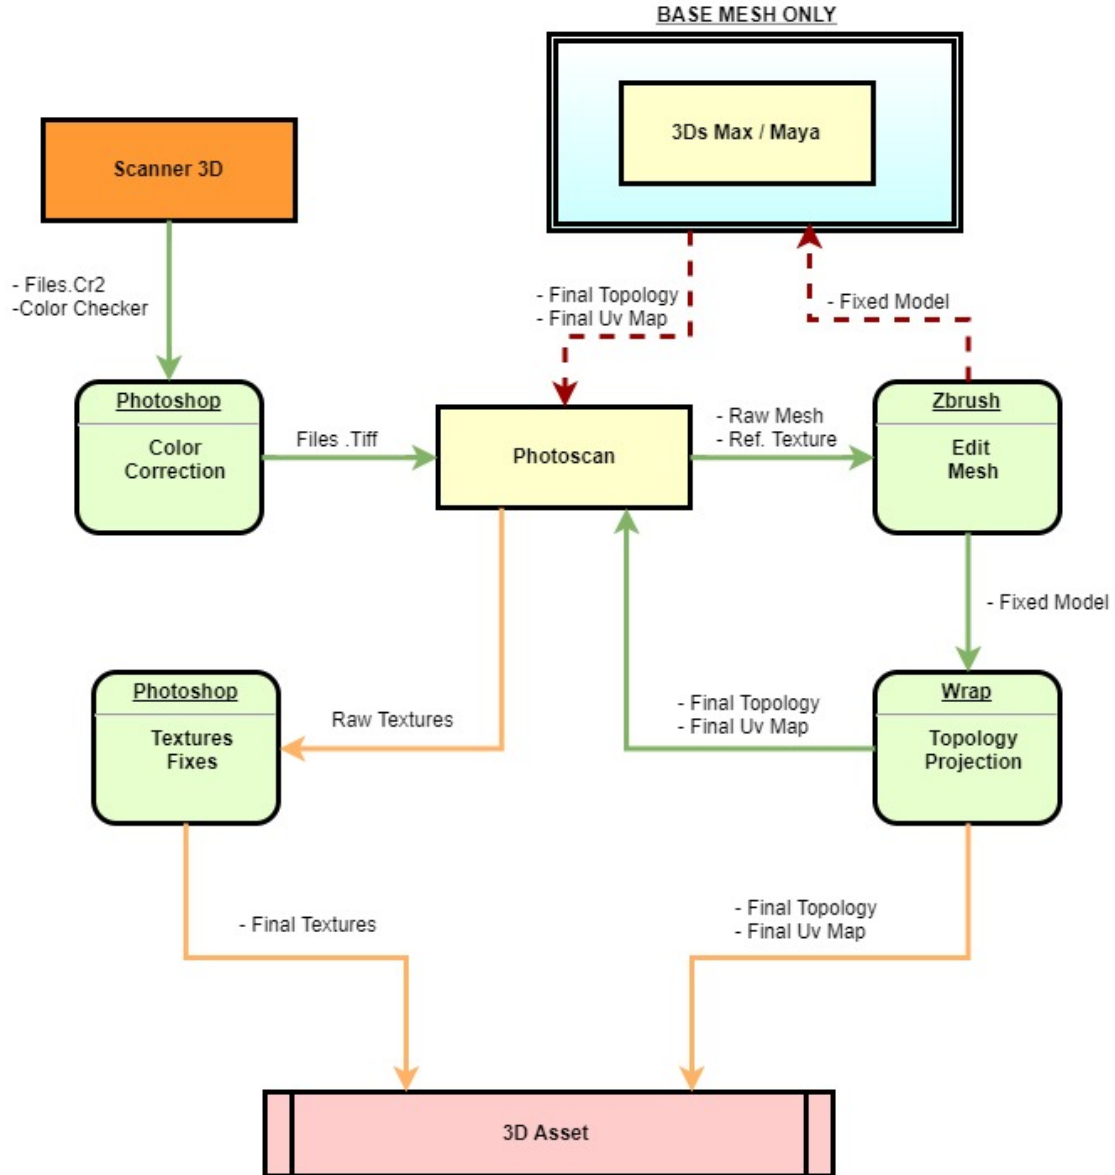 BASE MESH ONLY
3Ds Max / Maya
Scanner 3D
- Files.Cr2
-Color Checker
- Final Topology
- Final Uv Map
- Fixed Model
Photoshop
Color
Correction
Files .Tiff
Photoscan
- Raw Mesh
- Ref. Texture
Zbrush
Edit
Mesh
- Fixed Model
Photoshop
Textures
Fixes
Raw Textures
- Final Topology
- Final Uv Map
Wrap
Topology
Projection
- Final Textures
- Final Topology
- Final Uv Map
3D Asset